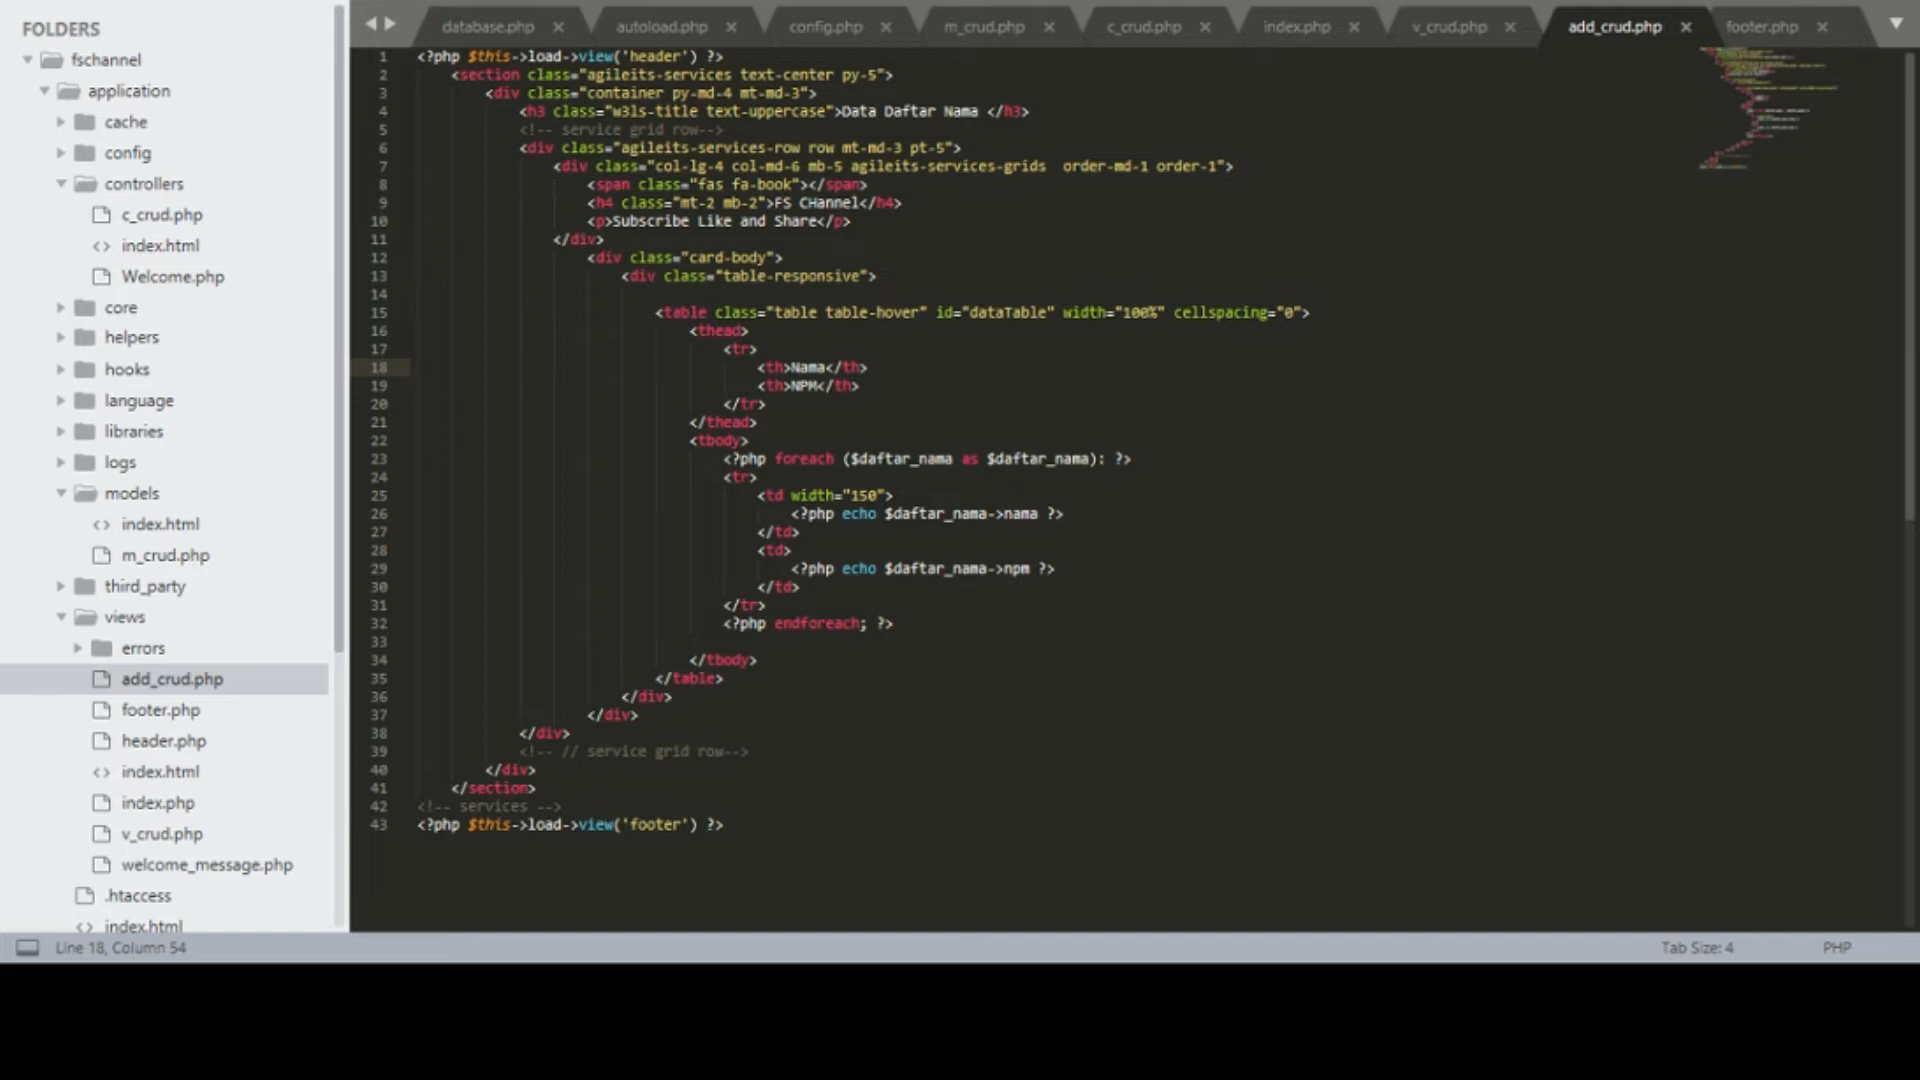 FOLDERS
fschannel
application
cache
config
controllers
c_crud.php
index.html
Welcome.php
core
helpers
hooks
language
libraries
logs
models
index.html
m_crud.php
third_party
views
errors
add_crud.php
footer.php
header.php
index.html
index.php
v_crud.php
welcome_message.php
.htaccess
index.html
database.php × autoload.php × config.php × m_crud.php × c_crud.php × index.php × v_crud.php × add_crud.php × footer.php ×
1 <?php $this->load->view('header') ?>
2 <section class="agileits-services text-center py-5">
3 <div class="container py-md-4 mt-md-3">
4 <h3 class="w3ls-title text-uppercase">Data Daftar Nama </h3>
5 <!-- service grid row-->
6 <div class="agileits-services-row row mt-md-3 pt-5">
7 <div class="col-lg-4 col-md-6 mb-5 agileits-services-grids  order-md-1 order-1">
8 <span class="fas fa-book"></span>
9 <h4 class="mt-2 mb-2">FS CHannel</h4>
10 <p>Subscribe Like and Share</p>
11 </div>
12 <div class="card-body">
13 <div class="table-responsive">
14
15 <table class="table table-hover" id="dataTable" width="100%" cellspacing="0">
16 <thead>
17 <tr>
18 <th>Nama</th>
19 <th>NPM</th>
20 </tr>
21 </thead>
22 <tbody>
23 <?php foreach ($daftar_nama as $daftar_nama): ?>
24 <tr>
25 <td width="150">
26 <?php echo $daftar_nama->nama ?>
27 </td>
28 <td>
29 <?php echo $daftar_nama->npm ?>
30 </td>
31 </tr>
32 <?php endforeach; ?>
33
34 </tbody>
35 </table>
36 </div>
37 </div>
38 </div>
39 <!-- // service grid row-->
40 </div>
41 </section>
42 <!-- services -->
43 <?php $this->load->view('footer') ?>
Line 18, Column 54
Tab Size: 4
PHP